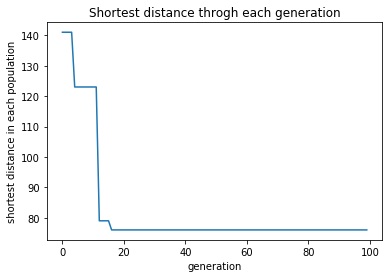 Shortest distance throgh each generation
shortest distance in each population
140
130
120
110
100
90
80
0 20 40 60 80 100
generation